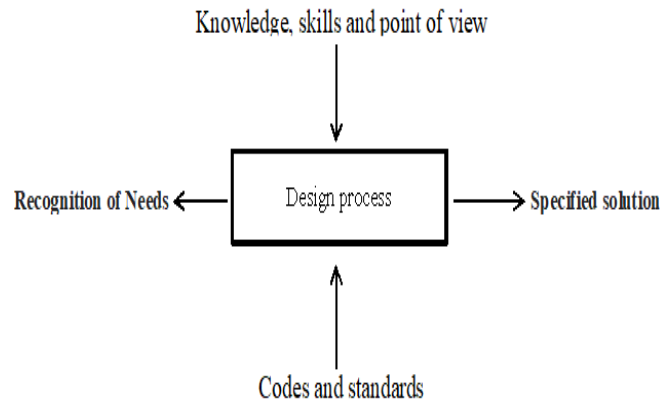 Knowledge, skills and point of view
Recognition of Needs
Design process
Specified solution
Codes and standards